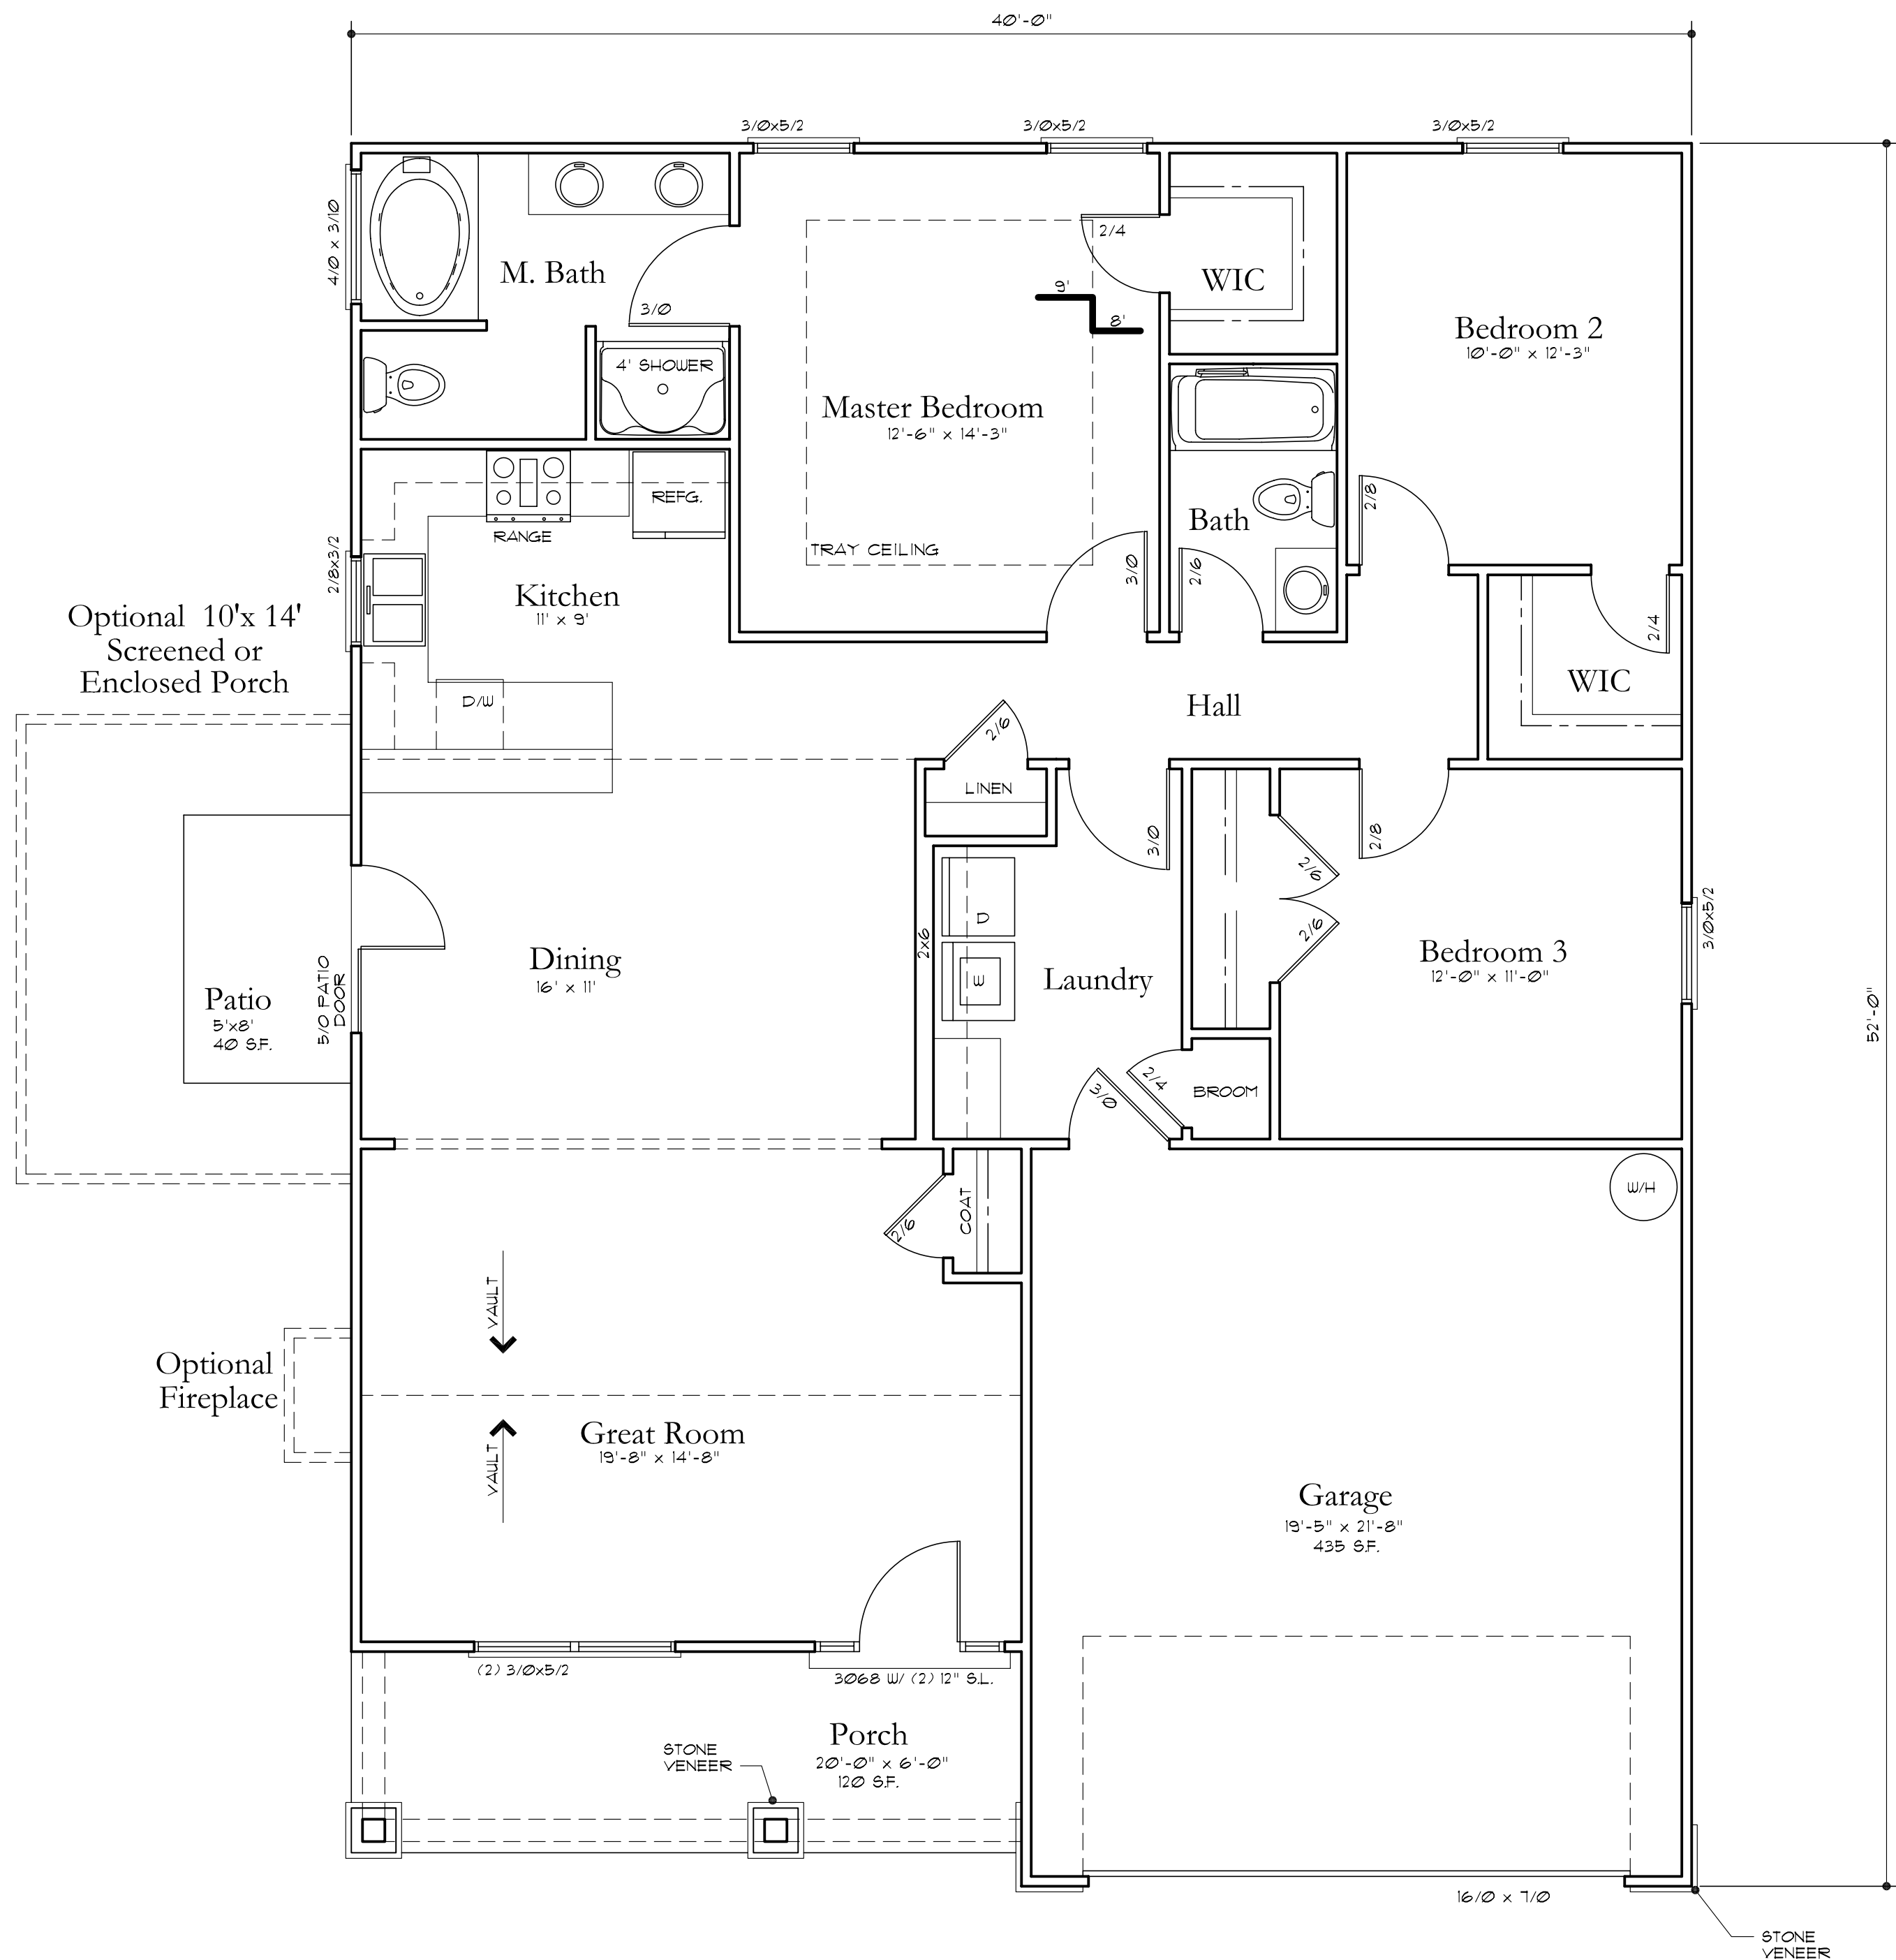 40'-0"
3/0x5/2
3/0x5/2
3/0x5/2
4/0 x 3/10
M. Bath
3/0
4' SHOWER
2/4
9'
8'
WIC
Bedroom 2
10'-0" x 12'-3"
Master Bedroom
12'-6" x 14'-3"
TRAY CEILING
3/0
REFG.
RANGE
2/8x3/2
Kitchen
11' x 9'
D/W
Bath
2/6
2/8
2/4
WIC
Optional 10'x 14'
Screened or
Enclosed Porch
Hall
2/6
LINEN
3/0
2/8
2/6
2/6
2x6
D
W
Laundry
Bedroom 3
12'-0" x 11'-0"
3/0x5/2
52'-0"
Dining
16' x 11'
Patio
5'x8'
40 S.F.
5/0 PATIO
DOOR
3/0
2/4
BROOM
2/6
COAT
W/H
VAULT
Optional
Fireplace
VAULT
Great Room
19'-8" x 14'-8"
Garage
19'-5" x 21'-8"
435 S.F.
(2) 3/0x5/2
3068 W/ (2) 12" S.L.
Porch
20'-0" x 6'-0"
120 S.F.
STONE
VENEER
16/0 x 7/0
STONE
VENEER